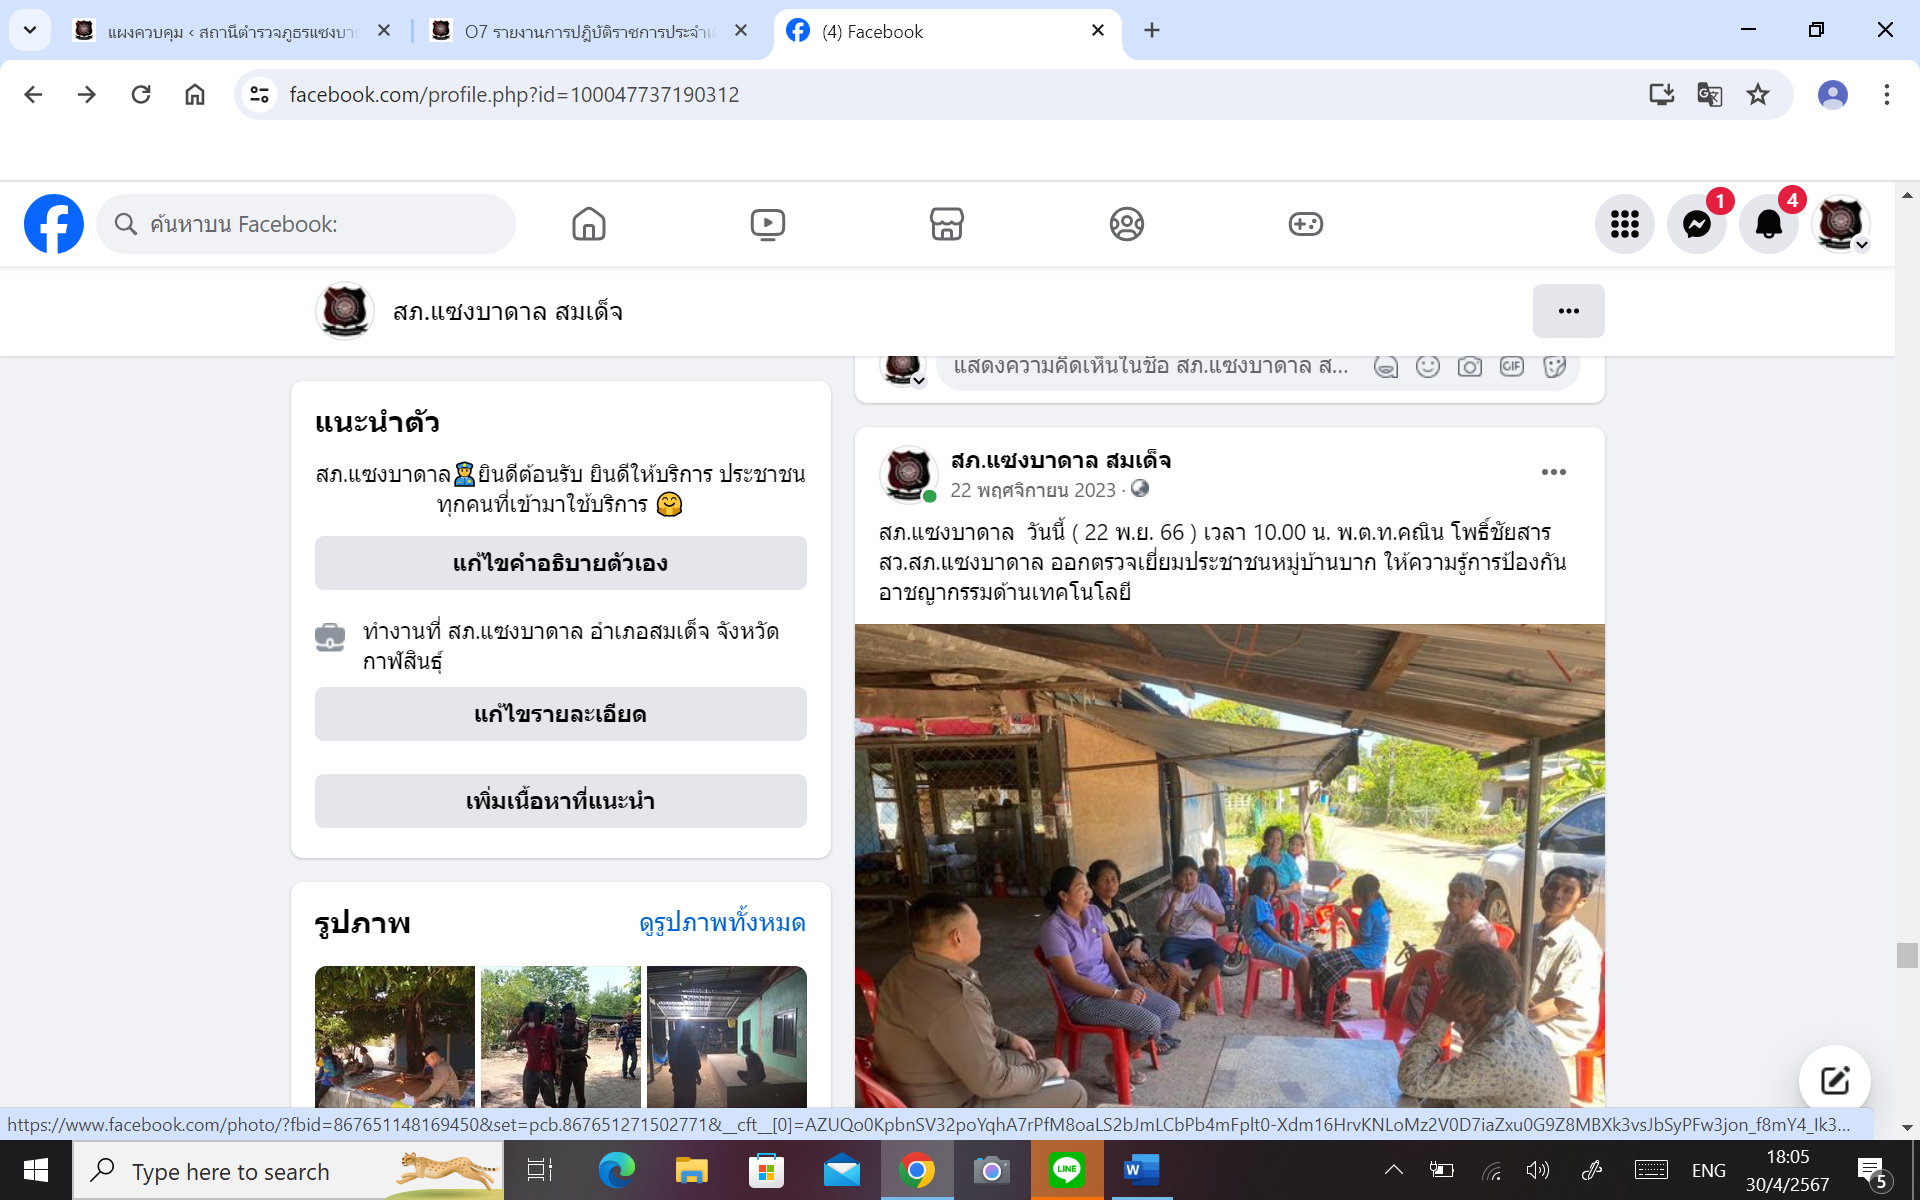 แผงควบคุม ‹ สถานีตำรวจภูธรแซงบาด
O7 รายงานการปฏิบัติราชการประจำเ
(4) Facebook
facebook.com/profile.php?id=100047737190312
ค้นหาบน Facebook:
1
4
สภ.แซงบาดาล สมเด็จ
แสดงความคิดเห็นในชื่อ สภ.แซงบาดาล ส...
GIF
แนะนำตัว
สภ.แซงบาดาล👮ยินดีต้อนรับ ยินดีให้บริการ ประชาชน
ทุกคนที่เข้ามาใช้บริการ 🤗
แก้ไขคำอธิบายตัวเอง
ทำงานที่ สภ.แซงบาดาล อำเภอสมเด็จ จังหวัด
กาฬสินธุ์
แก้ไขรายละเอียด
เพิ่มเนื้อหาที่แนะนำ
รูปภาพ
ดูรูปภาพทั้งหมด
สภ.แซงบาดาล สมเด็จ
22 พฤศจิกายน 2023 ·
สภ.แซงบาดาล วันนี้ ( 22 พ.ย. 66 ) เวลา 10.00 น. พ.ต.ท.คณิน โพธิ์ชัยสาร
สว.สภ.แซงบาดาล ออกตรวจเยี่ยมประชาชนหมู่บ้านบาก ให้ความรู้การป้องกัน
อาชญากรรมด้านเทคโนโลยี
https://www.facebook.com/photo/?fbid=867651148169450&set=pcb.867651271502771&__cft__[0]=AZUQo0KpbnSV32poYqhA7rPfM8oaLS2bJmLCbPb4mFplt0-Xdm16HrvKNLoMz2V0D7iaZxu0G9Z8MBXk3vsJbSyPFw3jon_f8mY4_Ik3...
Type here to search
LINE
W
ENG
18:05
30/4/2567
5